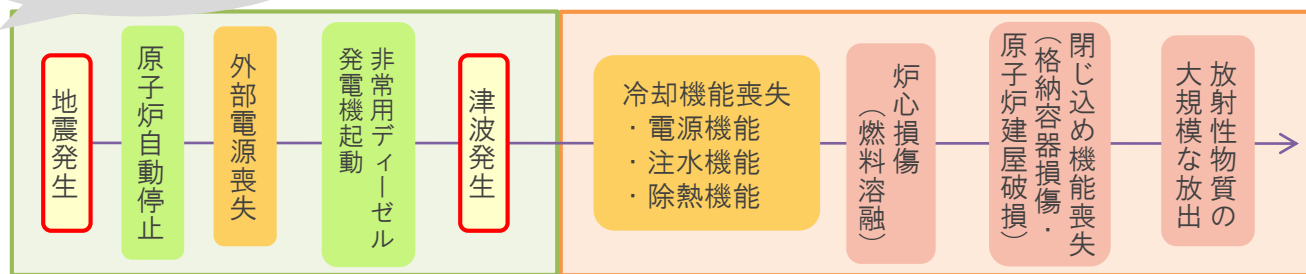 地震発生
原子炉自動停止
外部電源喪失
非常用ディーゼル
発電機起動
津波発生
冷却機能喪失
・電源機能
・注水機能
・除熱機能
炉心損傷
（燃料溶融）
閉じ込め機能喪失
（格納容器損傷・
原子炉建屋破損）
放射性物質の
大規模な放出